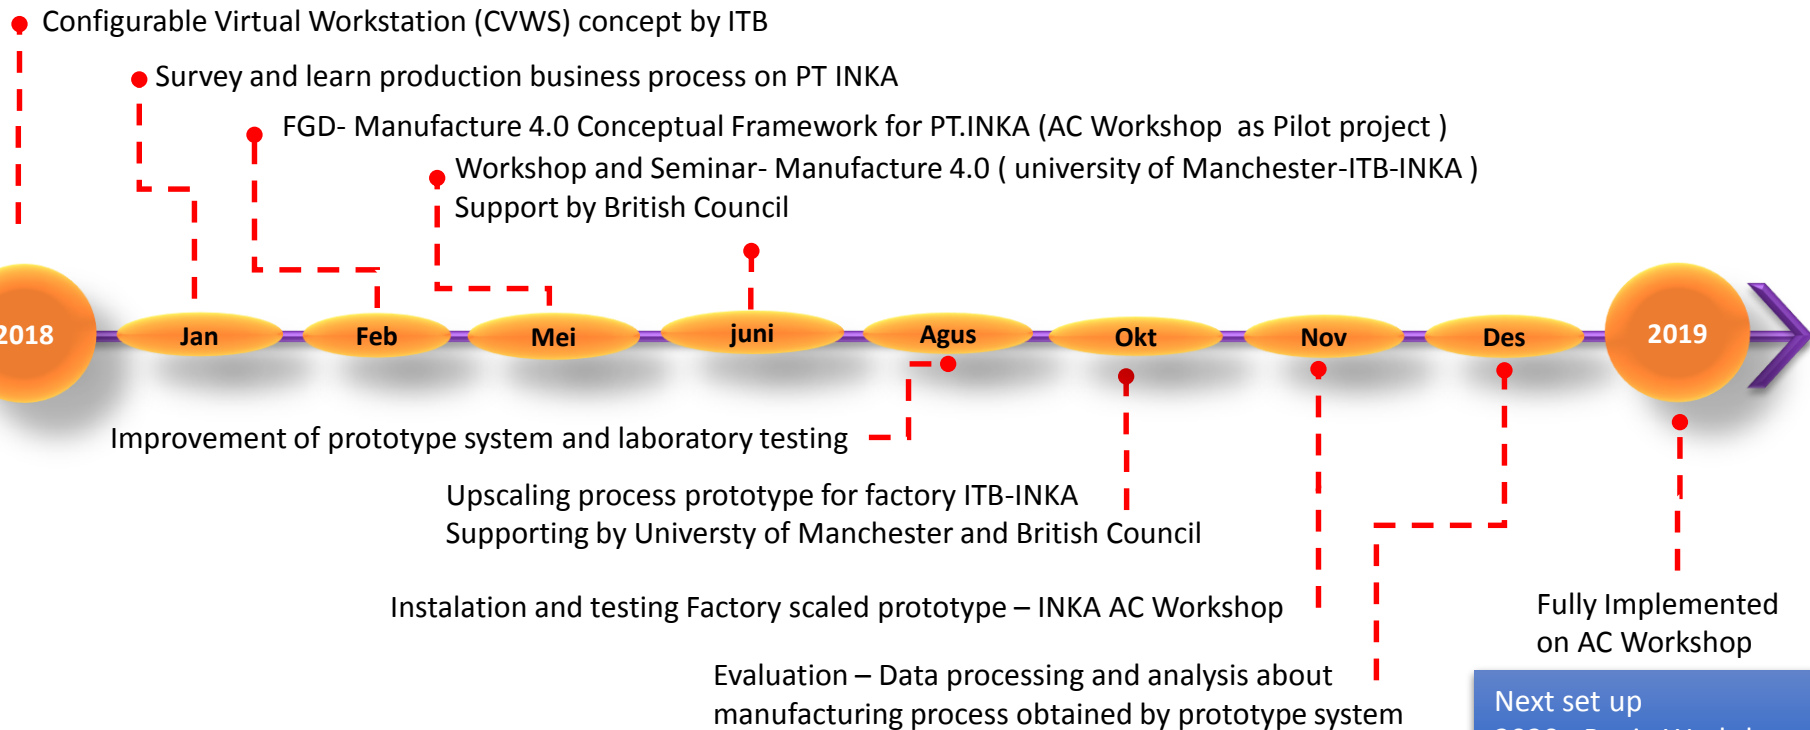 Configurable Virtual Workstation (CVWS) concept by ITB
Survey and learn production business process on PT INKA
FGD- Manufacture 4.0 Conceptual Framework for PT.INKA (AC Workshop as Pilot project )
Workshop and Seminar- Manufacture 4.0 ( university of Manchester-ITB-INKA )
Support by British Council
2018
Jan
Feb
Mei
juni
Agus
Okt
Nov
Des
2019
Improvement of prototype system and laboratory testing
Upscaling process prototype for factory ITB-INKA
Supporting by Universty of Manchester and British Council
Instalation and testing Factory scaled prototype – INKA AC Workshop
Fully Implemented
on AC Workshop
Evaluation – Data processing and analysis about
manufacturing process obtained by prototype system
Next set up